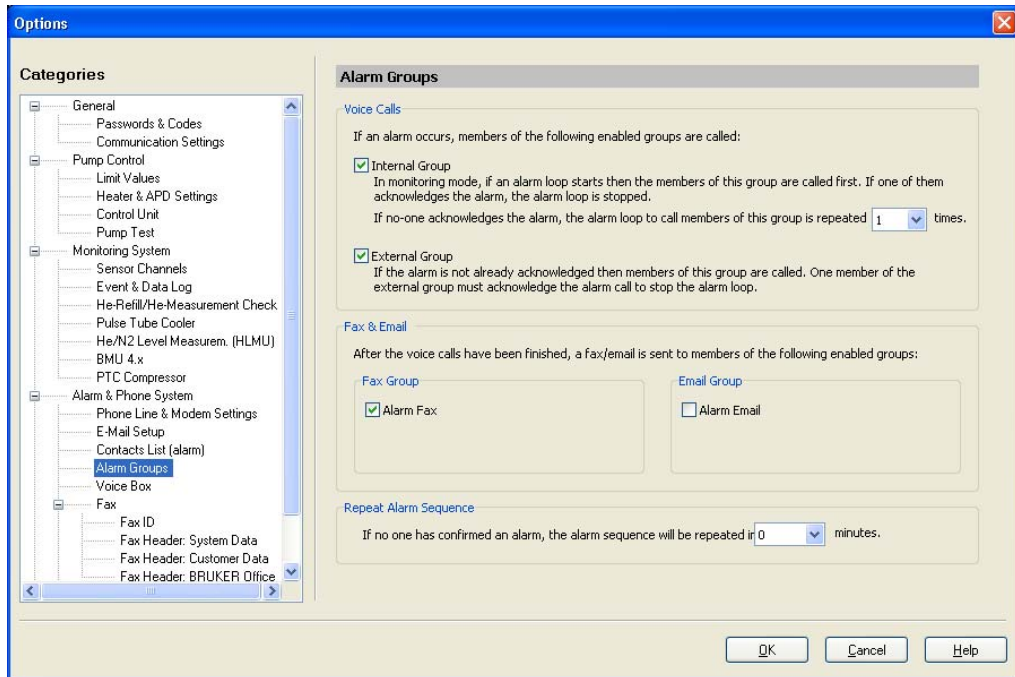 Options
Categories
General
Passwords & Codes
Communication Settings
Pump Control
Limit Values
Heater & APD Settings
Control Unit
Pump Test
Monitoring System
Sensor Channels
Event & Data Log
He-Refill/He-Measurement Check
Pulse Tube Cooler
He/N2 Level Measurem. (HLMU)
BMU 4.x
PTC Compressor
Alarm & Phone System
Phone Line & Modem Settings
E-Mail Setup
Contacts List (alarm)
Alarm Groups
Voice Box
Fax
Fax ID
Fax Header: System Data
Fax Header: Customer Data
Fax Header: BRUKER Office
Alarm Groups
Voice Calls
If an alarm occurs, members of the following enabled groups are called:
Internal Group
In monitoring mode, if an alarm loop starts then the members of this group are called first. If one of them
acknowledges the alarm, the alarm loop is stopped.
If no-one acknowledges the alarm, the alarm loop to call members of this group is repeated 1 times.
External Group
If the alarm is not already acknowledged then members of this group are called. One member of the
external group must acknowledge the alarm call to stop the alarm loop.
Fax & Email
After the voice calls have been finished, a fax/email is sent to members of the following enabled groups:
Fax Group
Alarm Fax
Email Group
Alarm Email
Repeat Alarm Sequence
If no one has confirmed an alarm, the alarm sequence will be repeated ir 0 minutes.
OK
Cancel
Help